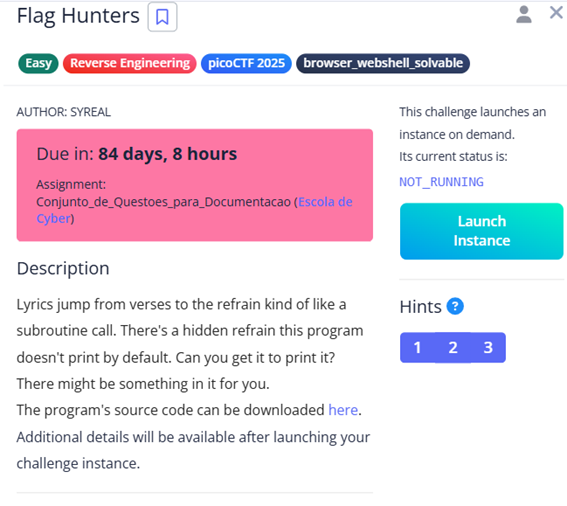 Flag Hunters
Easy
Reverse Engineering
picoCTF 2025
browser_webshell_solvable
AUTHOR: SYREAL
Due in: 84 days, 8 hours
Assignment:
Conjunto_de_Questoes_para_Documentacao (Escola de
Cyber)
Description
Lyrics jump from verses to the refrain kind of like a
subroutine call. There's a hidden refrain this program
doesn't print by default. Can you get it to print it?
There might be something in it for you.
The program's source code can be downloaded here.
Additional details will be available after launching your
challenge instance.
This challenge launches an
instance on demand.
Its current status is:
NOT_RUNNING
Launch
Instance
Hints ?
1 2 3